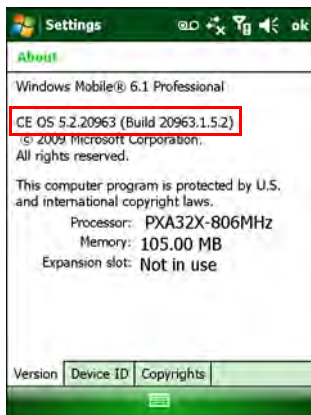 Settings
ok
About
Windows Mobile® 6.1 Professional
CE OS 5.2.20963 (Build 20963.1.5.2)
© 2009 Microsoft Corporation.
All rights reserved.
This computer program is protected by U.S.
and international copyright laws.
Processor: PXA32X-806MHz
Memory: 105.00 MB
Expansion slot: Not in use
Version Device ID Copyrights